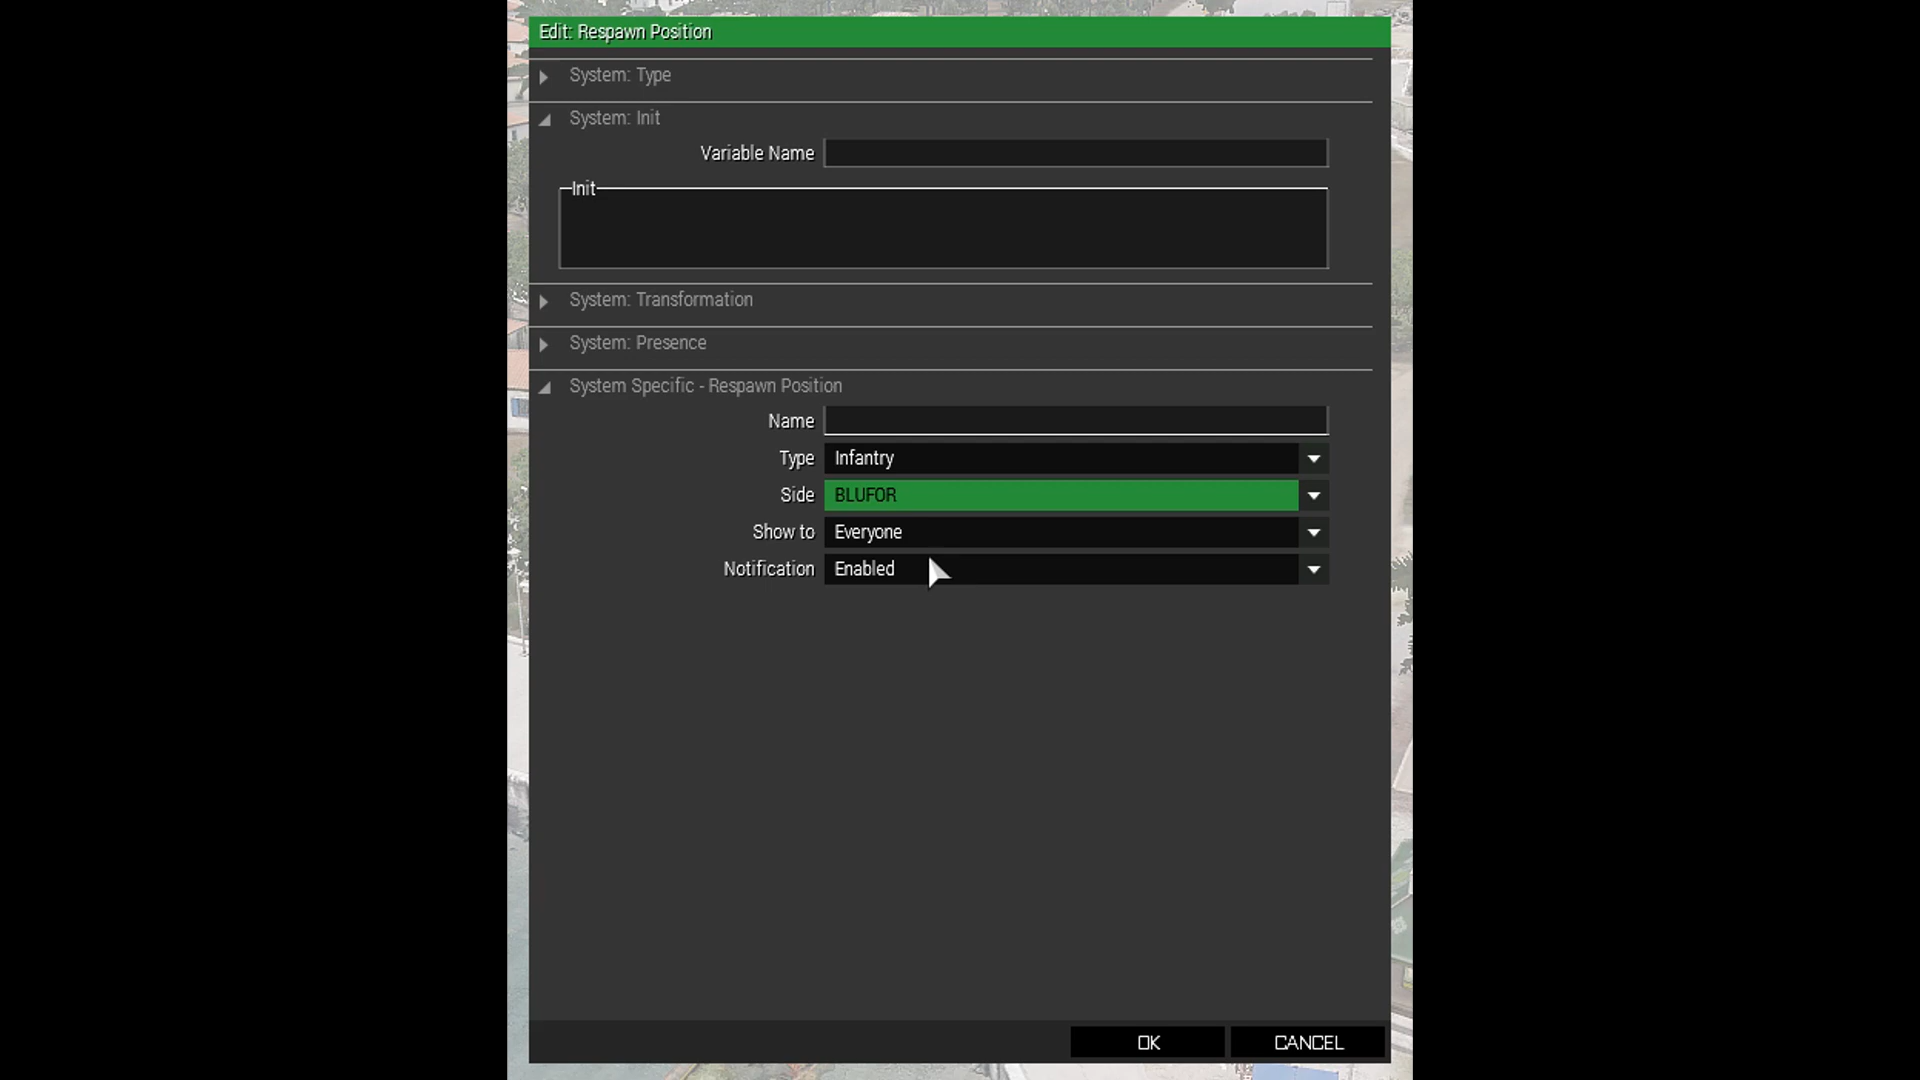 Edit: Respawn Position
System: Type
System: Init
Variable Name
Init
System: Transformation
System: Presence
System Specific - Respawn Position
Name
Type Infantry
Side BLUFOR
Show to Everyone
Notification Enabled
OK CANCEL